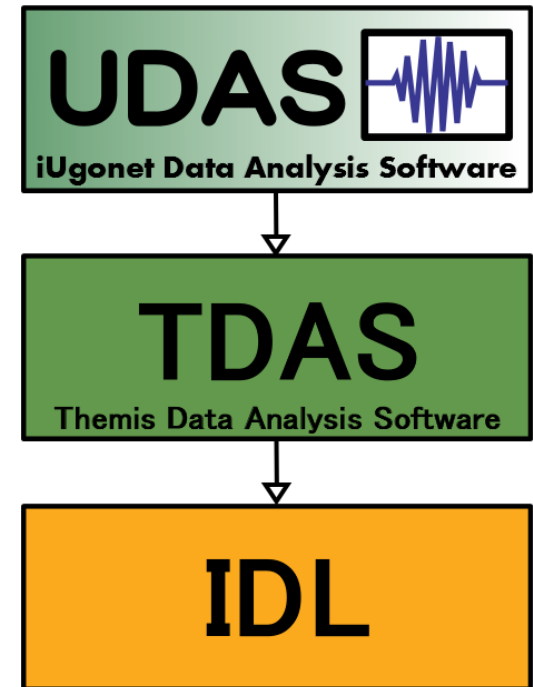 UDAS
iUgonet Data Analysis Software
TDAS
Themis Data Analysis Software
IDL